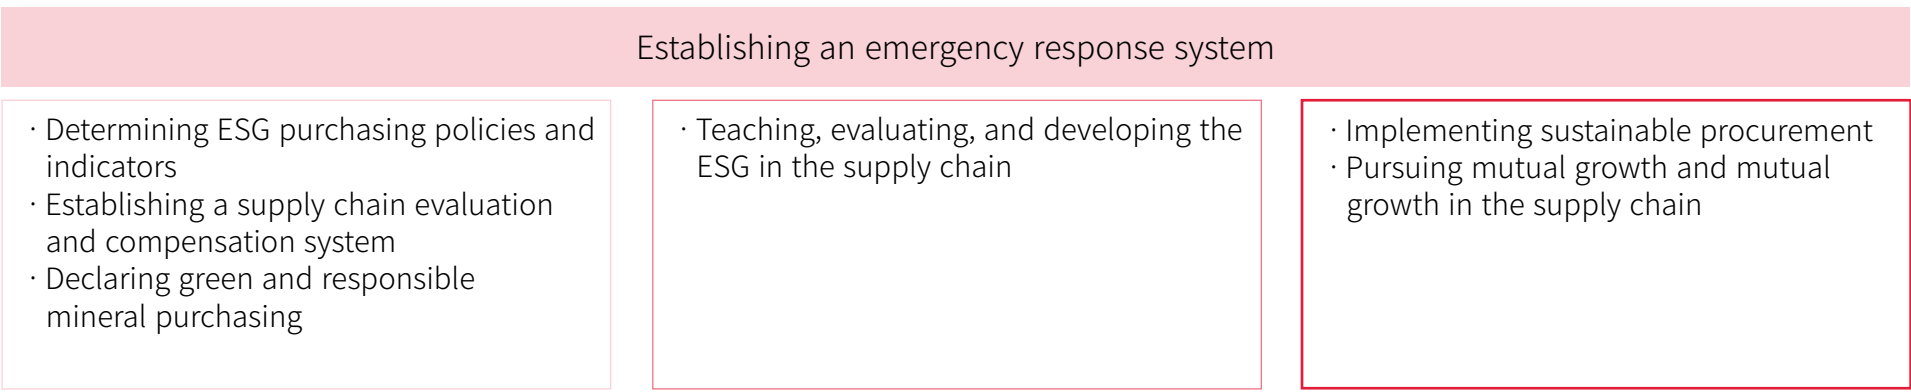 Establishing an emergency response system
· Determining ESG purchasing policies and
indicators
· Establishing a supply chain evaluation
and compensation system
· Declaring green and responsible
mineral purchasing
· Teaching, evaluating, and developing the
ESG in the supply chain
· Implementing sustainable procurement
· Pursuing mutual growth and mutual
growth in the supply chain